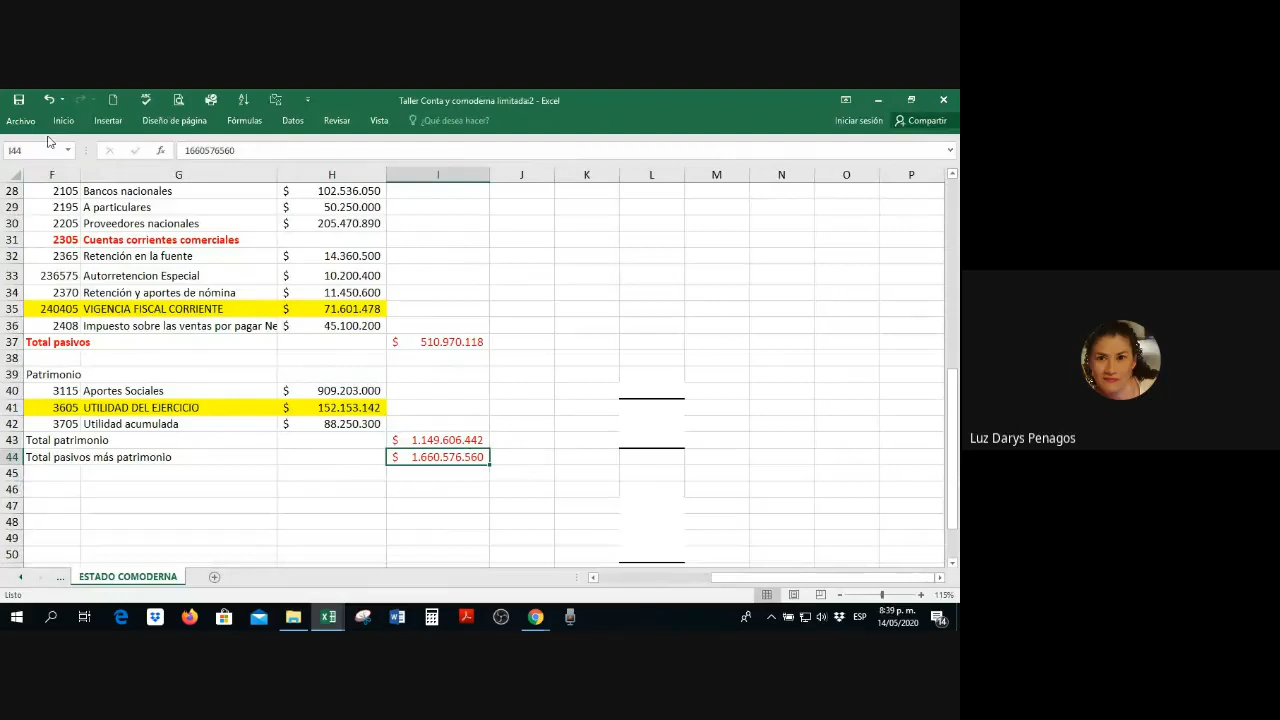 Taller Conta y comoderna limitada:2 - Excel
Archivo Inicio Insertar Diseño de página Fórmulas Datos Revisar Vista ¿Qué desea hacer? Iniciar sesión Compartir
I44 fx 1660576560
F G H I J K L M N O P
28 2105 Bancos nacionales $ 102.536.050
29 2195 A particulares $ 50.250.000
30 2205 Proveedores nacionales $ 205.470.890
31 2305 Cuentas corrientes comerciales
32 2365 Retención en la fuente $ 14.360.500
33 236575 Autorretencion Especial $ 10.200.400
34 2370 Retención y aportes de nómina $ 11.450.600
35 240405 VIGENCIA FISCAL CORRIENTE $ 71.601.478
36 2408 Impuesto sobre las ventas por pagar Ne $ 45.100.200
37 Total pasivos $ 510.970.118
38
39 Patrimonio
40 3115 Aportes Sociales $ 909.203.000
41 3605 UTILIDAD DEL EJERCICIO $ 152.153.142
42 3705 Utilidad acumulada $ 88.250.300
43 Total patrimonio $ 1.149.606.442
44 Total pasivos más patrimonio $ 1.660.576.560
45
46
47
48
49
50
Luz Darys Penagos
... ESTADO COMODERNA
Listo 115%
ESP 8:39 p. m.
14/05/2020 14